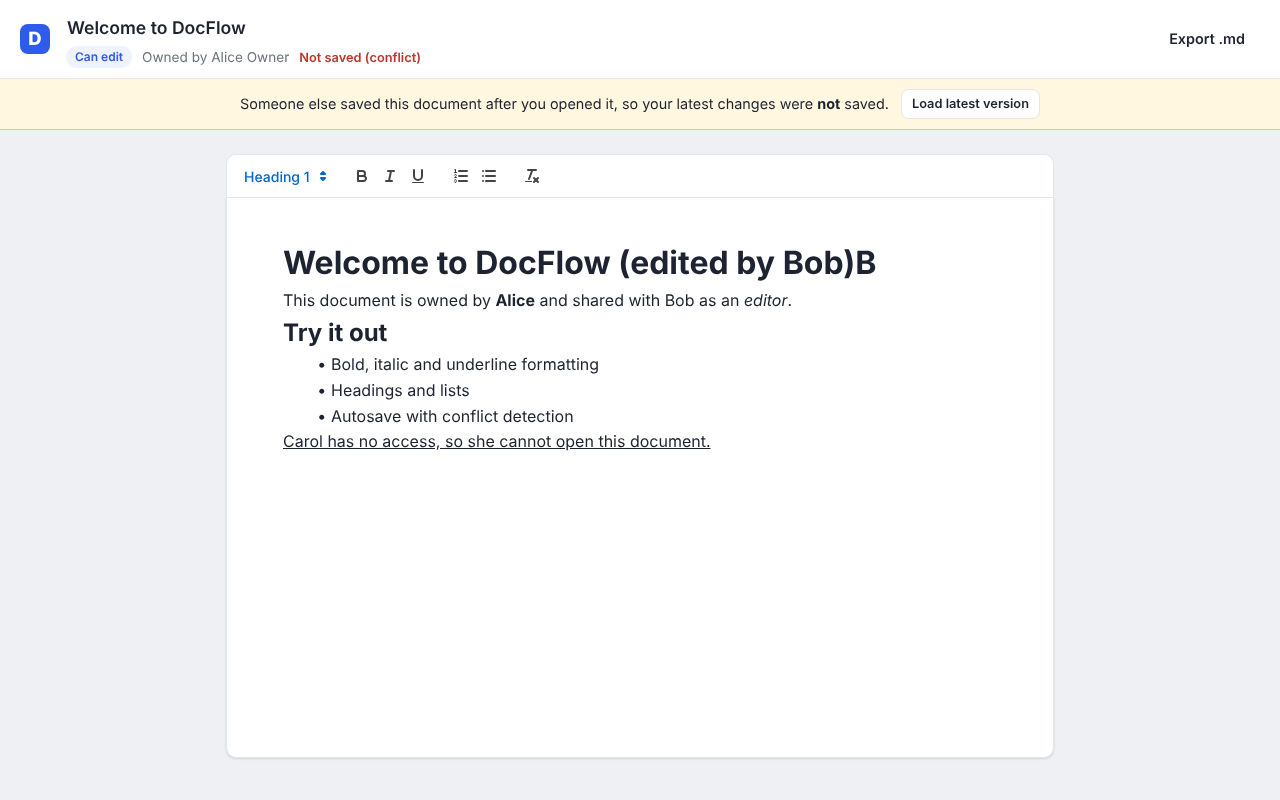 D
Welcome to DocFlow
Can edit Owned by Alice Owner Not saved (conflict)
Export .md
Someone else saved this document after you opened it, so your latest changes were not saved. Load latest version
Heading 1 B I U
Welcome to DocFlow (edited by Bob)B
This document is owned by Alice and shared with Bob as an editor.
Try it out
• Bold, italic and underline formatting
• Headings and lists
• Autosave with conflict detection
Carol has no access, so she cannot open this document.